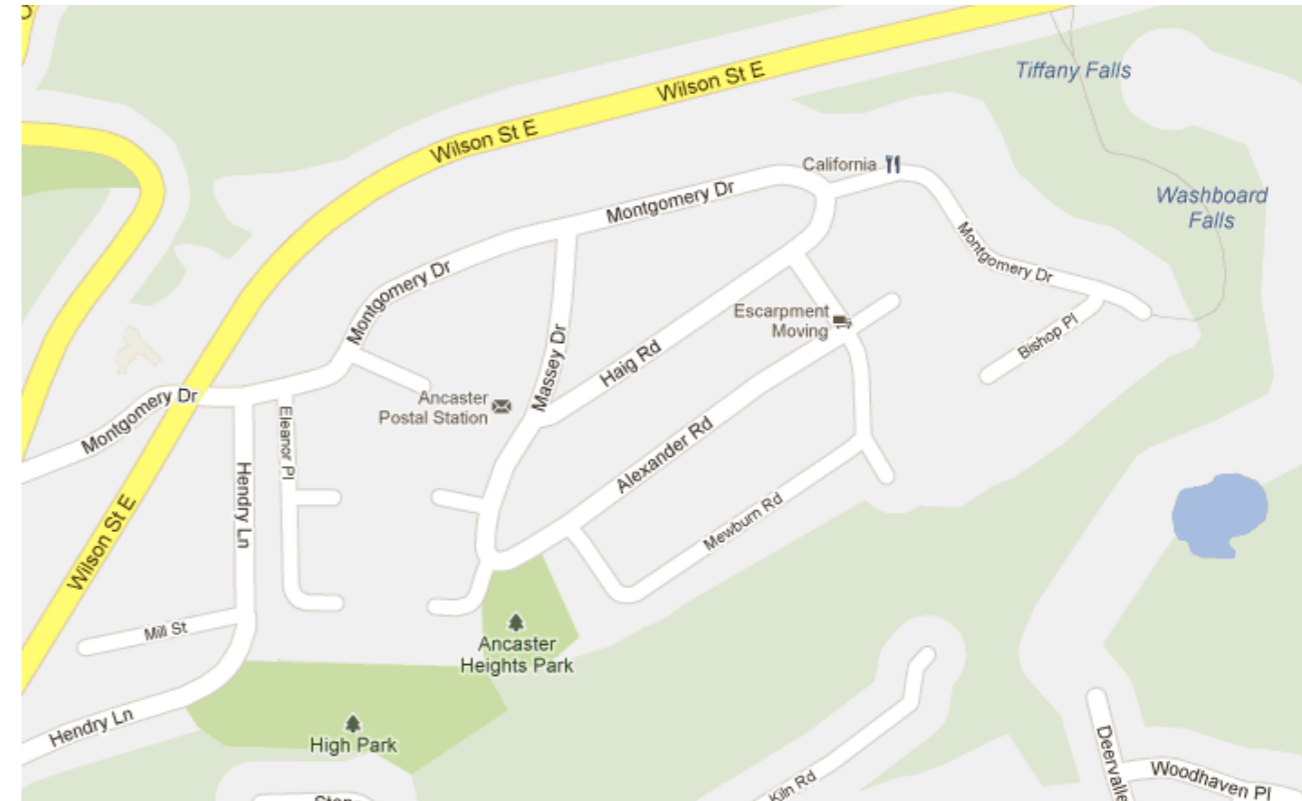 Wilson St E
Tiffany Falls
Wilson St E
California
Washboard
Falls
Montgomery Dr
Montgomery Dr
Montgomery Dr
Escarpment
Moving
Bishop Pl
Massey Dr
Haig Rd
Montgomery Dr
Ancaster
Postal Station
Eleanor Pl
Alexander Rd
Hendry Ln
Mewburn Rd
Wilson St E
Mill St
Ancaster
Heights Park
Hendry Ln
High Park
Kiln Rd
Woodhaven Pl